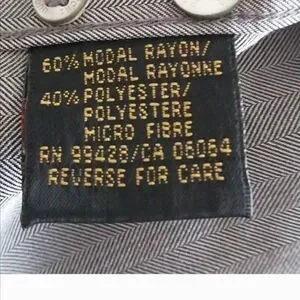 60% MODAL RAYON/
MODAL RAYONNE
40% POLYESTER/
POLYESTERE
MICRO FIBRE
RN 99428/CA 06064
REVERSE FOR CARE